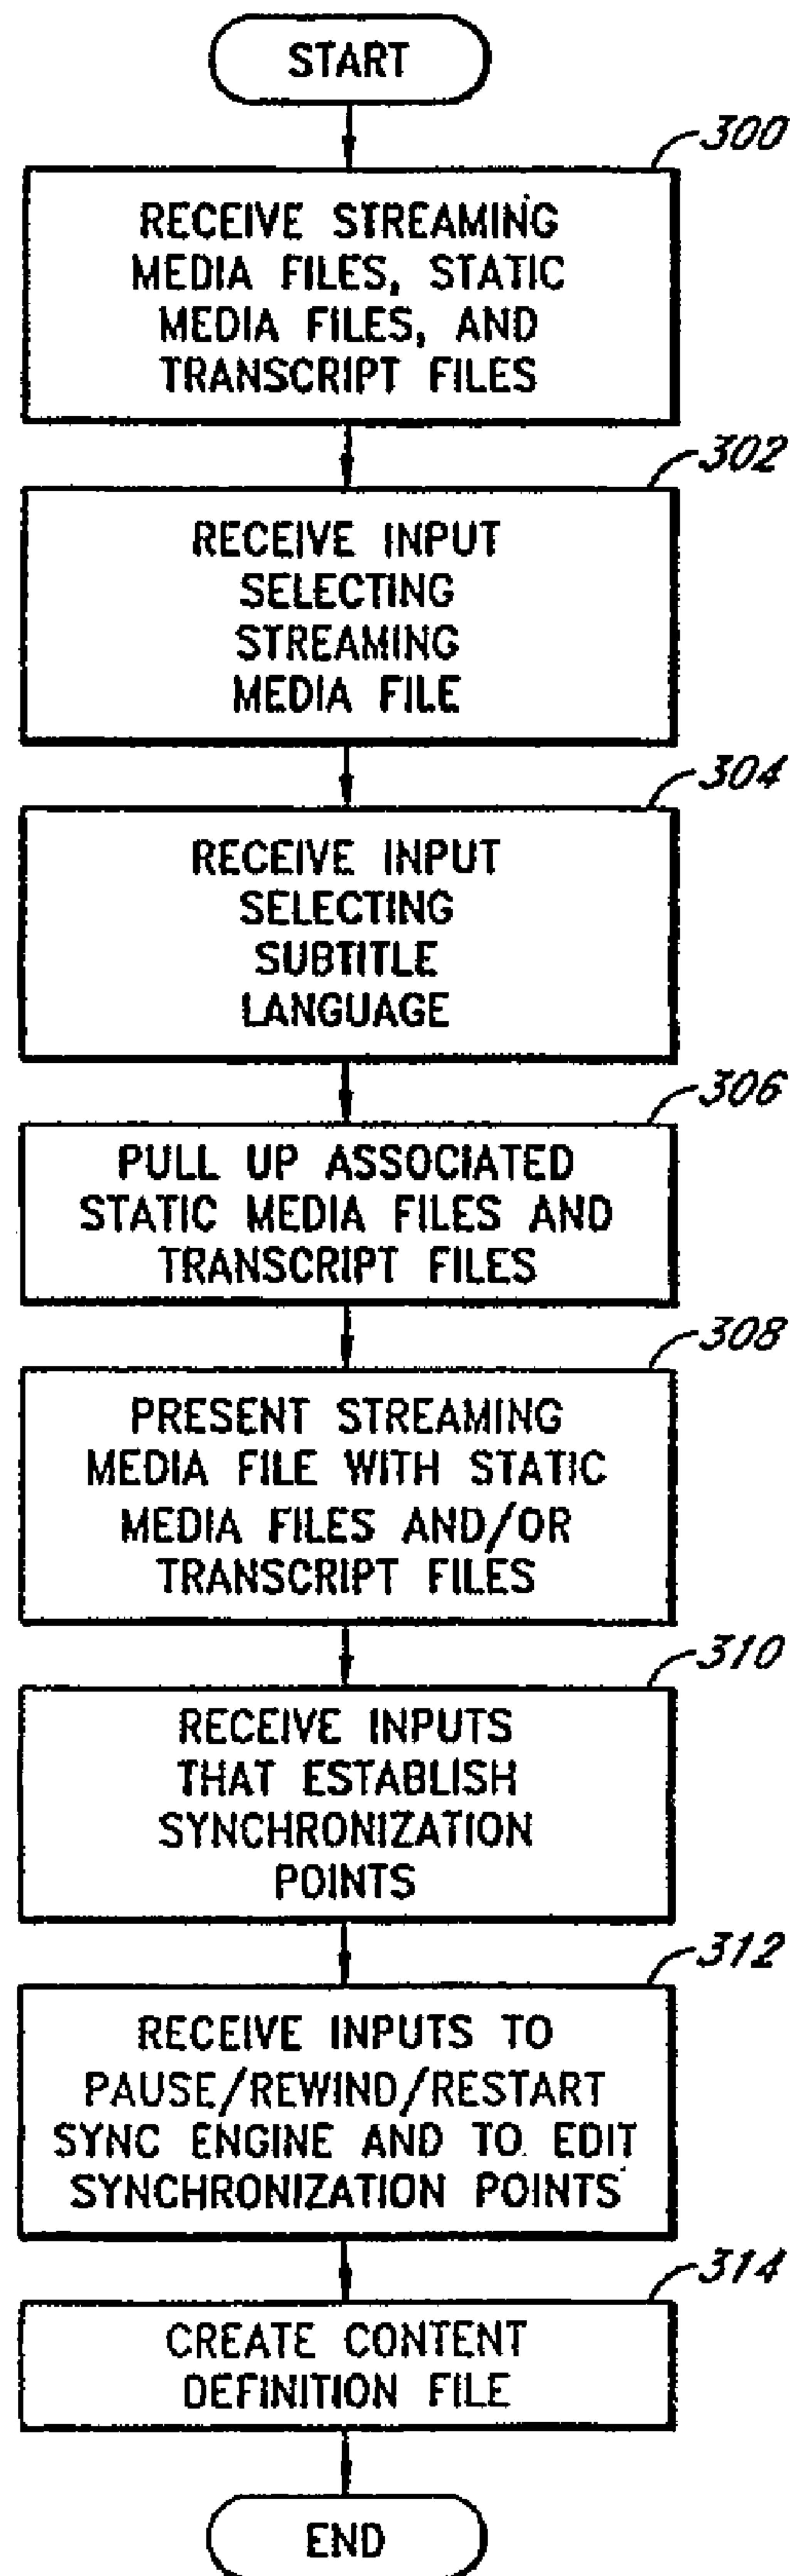 START
300
RECEIVE STREAMING
MEDIA FILES, STATIC
MEDIA FILES, AND
TRANSCRIPT FILES
302
RECEIVE INPUT
SELECTING
STREAMING
MEDIA FILE
304
RECEIVE INPUT
SELECTING
SUBTITLE
LANGUAGE
306
PULL UP ASSOCIATED
STATIC MEDIA FILES AND
TRANSCRIPT FILES
308
PRESENT STREAMING
MEDIA FILE WITH STATIC
MEDIA FILES AND/OR
TRANSCRIPT FILES
310
RECEIVE INPUTS
THAT ESTABLISH
SYNCHRONIZATION
POINTS
312
RECEIVE INPUTS TO
PAUSE/REWIND/RESTART
SYNC ENGINE AND TO EDIT
SYNCHRONIZATION POINTS
314
CREATE CONTENT
DEFINITION FILE
END